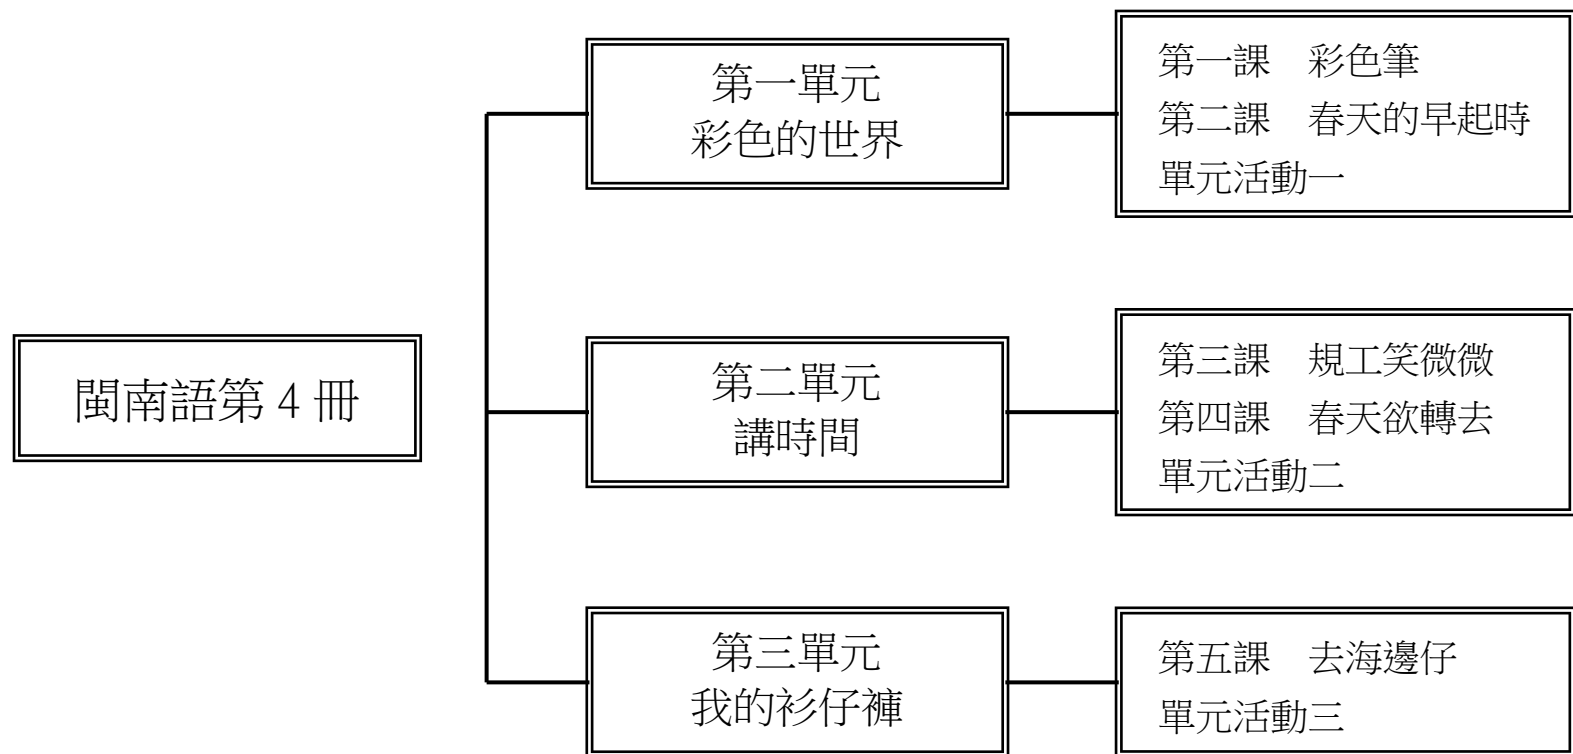 閩南語第 4 冊
第一單元
彩色的世界
第一課　彩色筆
第二課　春天的早起時
單元活動一
第二單元
講時間
第三課　規工笑微微
第四課　春天欲轉去
單元活動二
第三單元
我的衫仔褲
第五課　去海邊仔
單元活動三